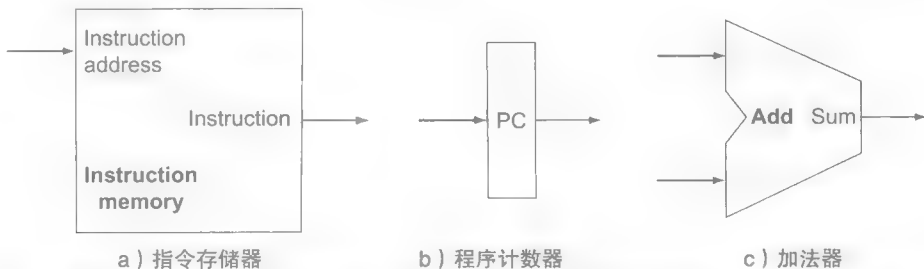 Instruction
address
Instruction
Instruction
memory
PC
Add Sum
a）指令存储器
b）程序计数器
c）加法器